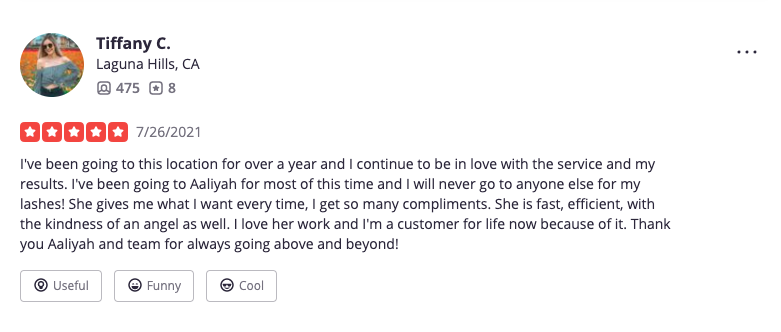 Tiffany C.
Laguna Hills, CA
475 8
7/26/2021
I've been going to this location for over a year and I continue to be in love with the service and my
results. I've been going to Aaliyah for most of this time and I will never go to anyone else for my
lashes! She gives me what I want every time, I get so many compliments. She is fast, efficient, with
the kindness of an angel as well. I love her work and I'm a customer for life now because of it. Thank
you Aaliyah and team for always going above and beyond!
Useful Funny Cool